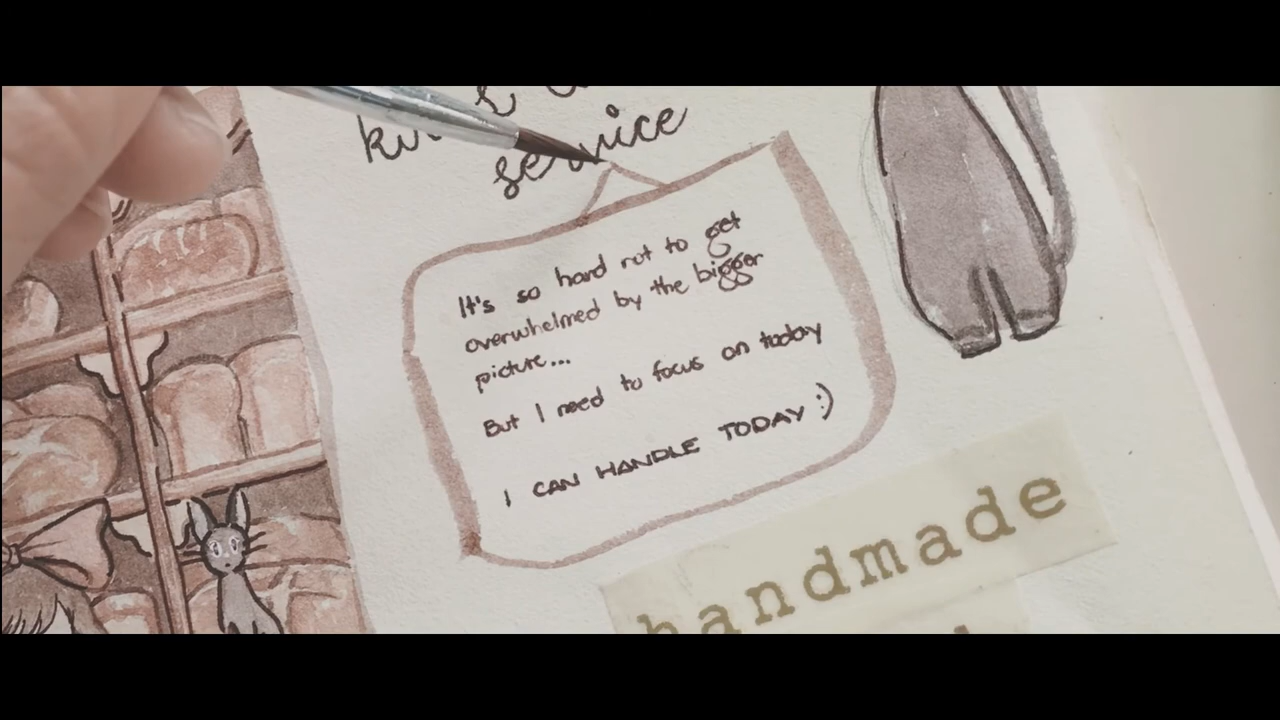 service
It's so hard not to get
overwhelmed by the bigger
picture...
But I need to focus on today
I CAN HANDLE TODAY :)
handmade